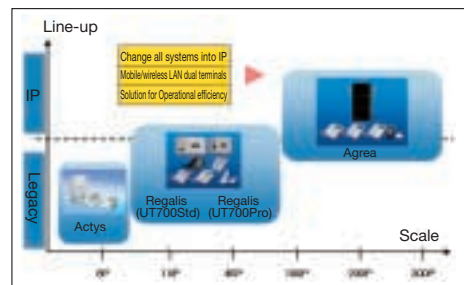 Line-up
Change all systems into IP
Mobile/wireless LAN dual terminals
Solution for Operational efficiency
IP
Agrea
Legacy
Regalis
(UT700Std)
Regalis
(UT700Pro)
Actys
Scale